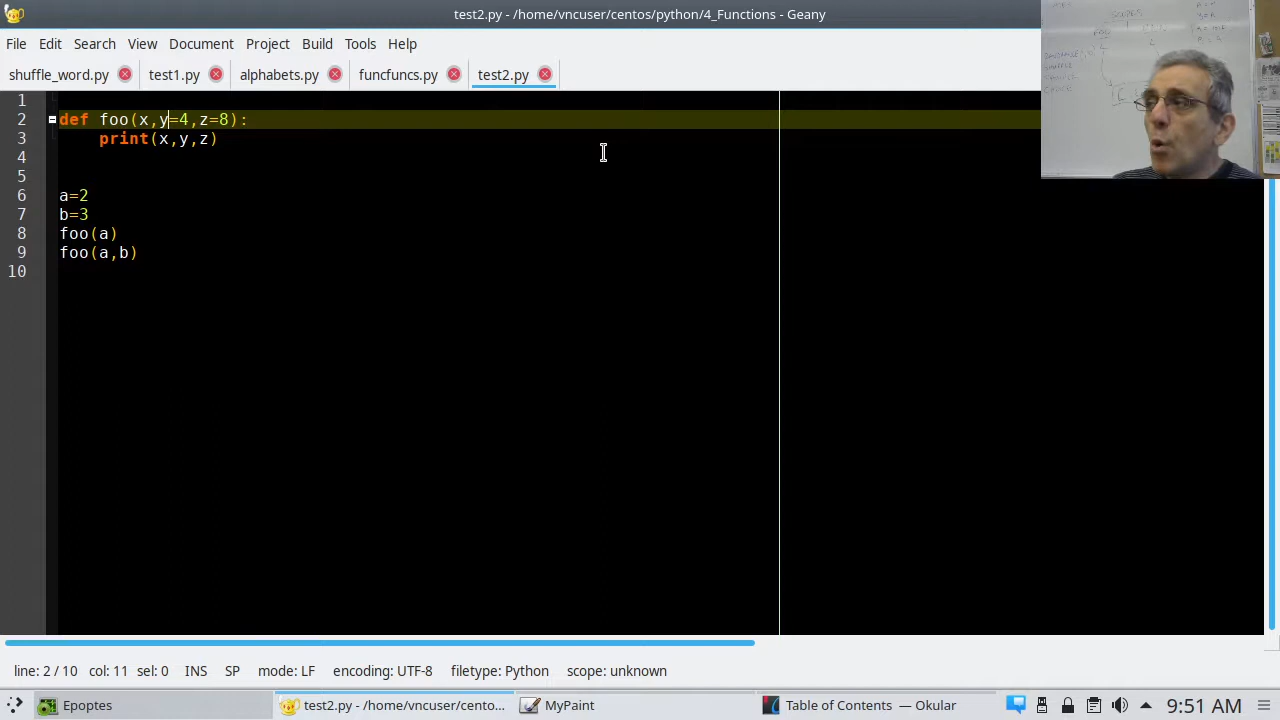 test2.py - /home/vncuser/centos/python/4_Functions - Geany
File Edit Search View Document Project Build Tools Help
shuffle_word.py test1.py alphabets.py funcfuncs.py test2.py
1
2 def foo(x,y=4,z=8):
3     print(x,y,z)
4
5
6 a=2
7 b=3
8 foo(a)
9 foo(a,b)
10
line: 2 / 10 col: 11 sel: 0 INS SP mode: LF encoding: UTF-8 filetype: Python scope: unknown
Epoptes test2.py - /home/vncuser/cento... MyPaint Table of Contents — Okular 9:51 AM